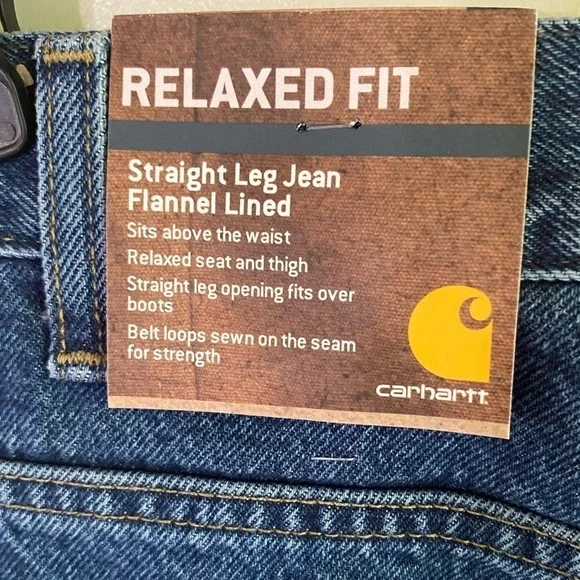 RELAXED FIT
Straight Leg Jean
Flannel Lined
Sits above the waist
Relaxed seat and thigh
Straight leg opening fits over
boots
Belt loops sewn on the seam
for strength
carhartt